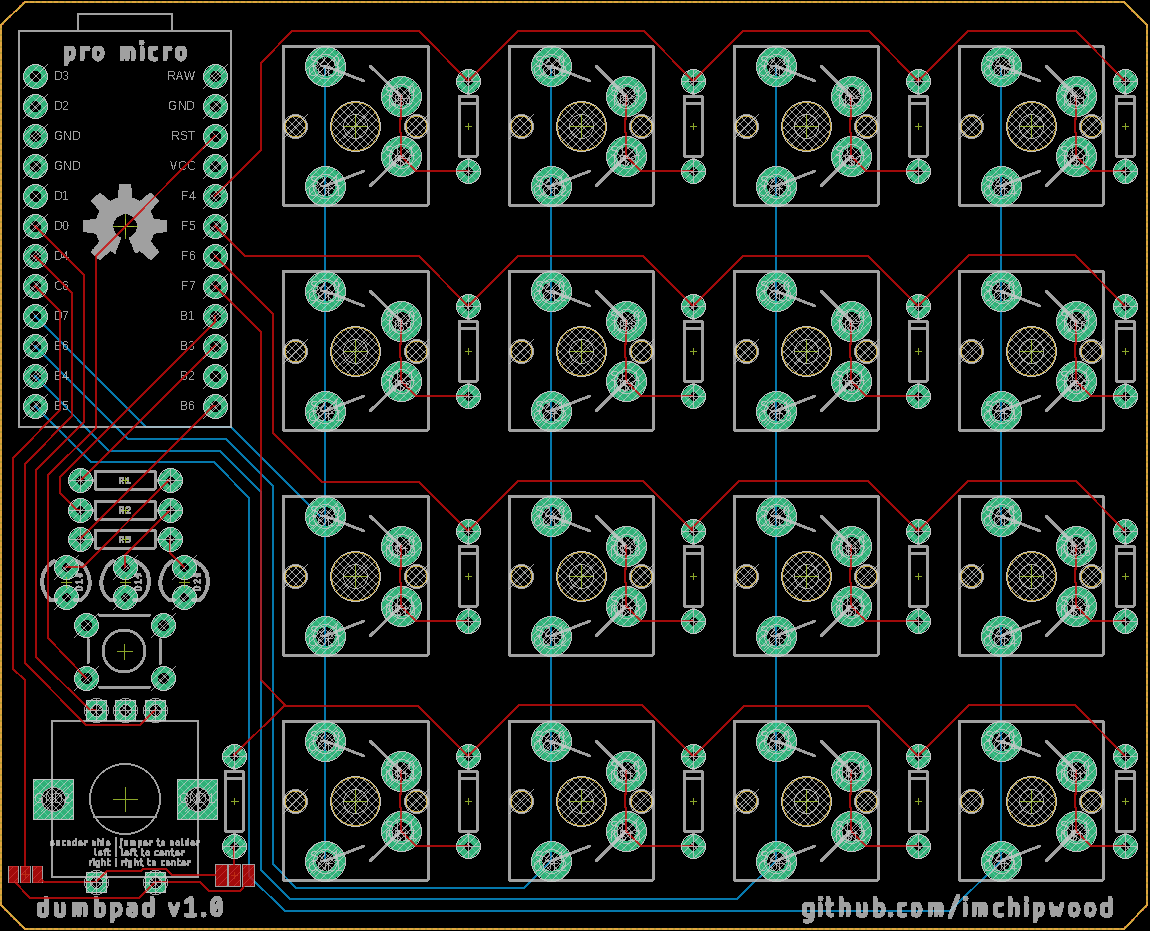 pro micro
D3 RAW
D2 GND
GND RST
GND VCC
D1 F4
D0 F5
D4 F6
C6 F7
D7 B1
E6 B3
B4 B2
B5 B6
R1
R2
R3
encoder side | jumper to solder
left | left to center
right | right to center
dumbpad v1.0
github.com/imchipwood